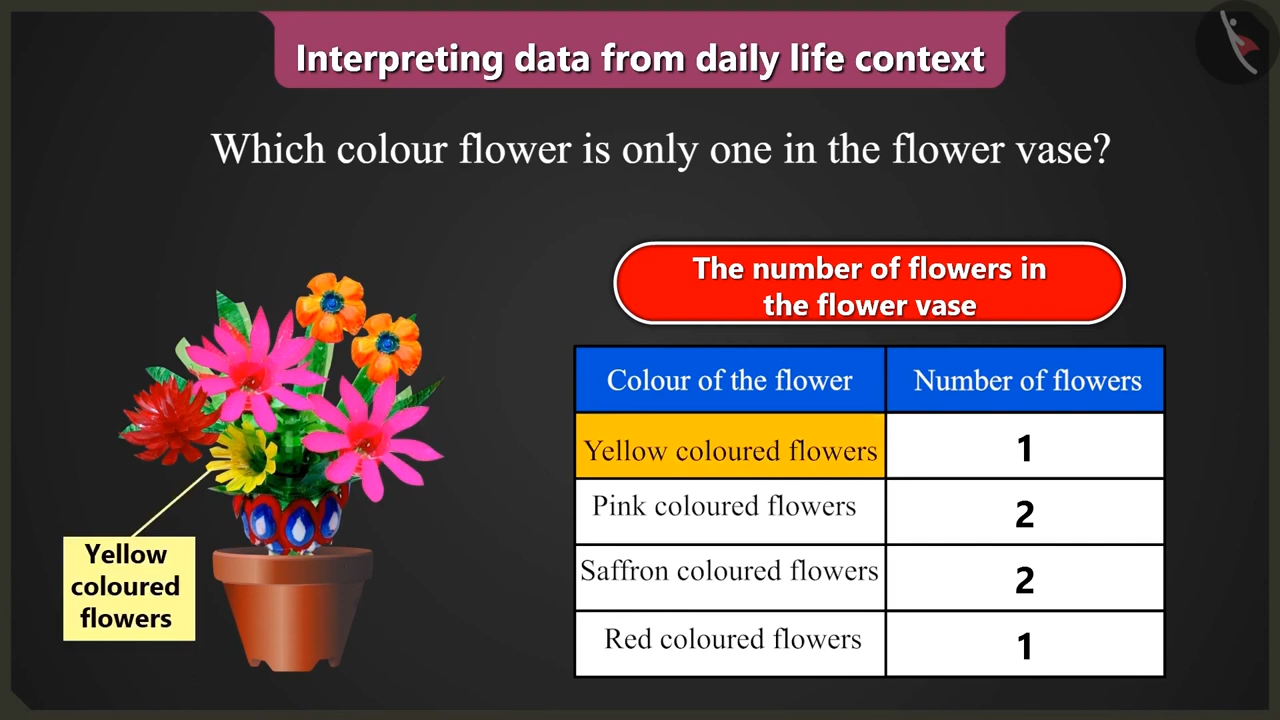 Interpreting data from daily life context
Which colour flower is only one in the flower vase?
The number of flowers in
the flower vase
Colour of the flower Number of flowers
Yellow coloured flowers 1
Pink coloured flowers 2
Saffron coloured flowers 2
Red coloured flowers 1
Yellow
coloured
flowers